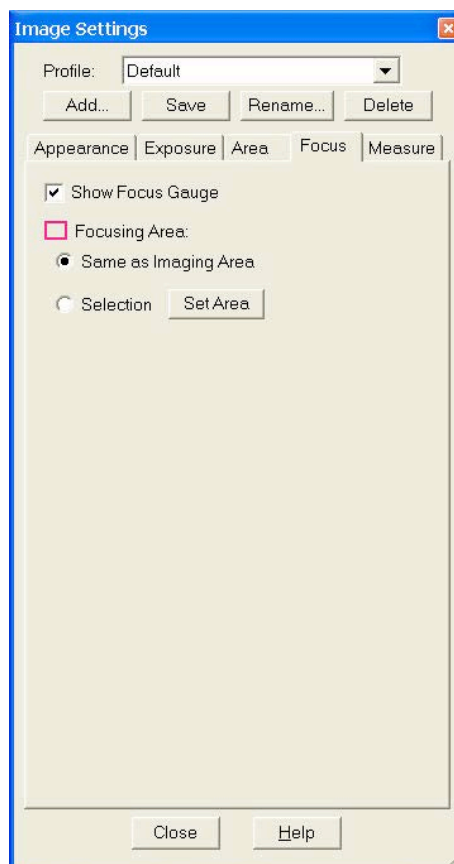 Image Settings
Profile: Default
Add... Save Rename... Delete
Appearance Exposure Area Focus Measure
Show Focus Gauge
Focusing Area:
Same as Imaging Area
Selection Set Area
Close Help